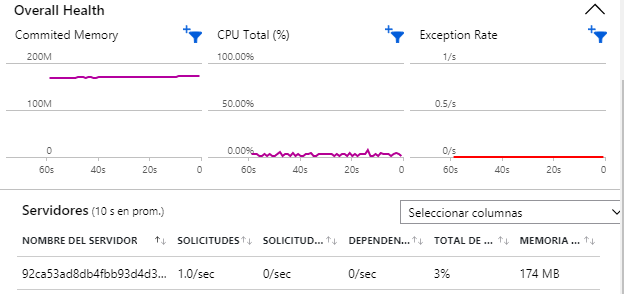 Overall Health
Commited Memory CPU Total (%) Exception Rate
200M 100.00% 1/s
100M 50.00% 0.5/s
0 0.00% 0/s
60s 40s 20s 0 60s 40s 20s 0 60s 40s 20s 0
Servidores (10 s en prom.) Seleccionar columnas
NOMBRE DEL SERVIDOR SOLICITUDES SOLICITUD... DEPENDEN... TOTAL DE ... MEMORIA ...
92ca53ad8db4fbb93d4d3... 1.0/sec 0/sec 0/sec 3% 174 MB